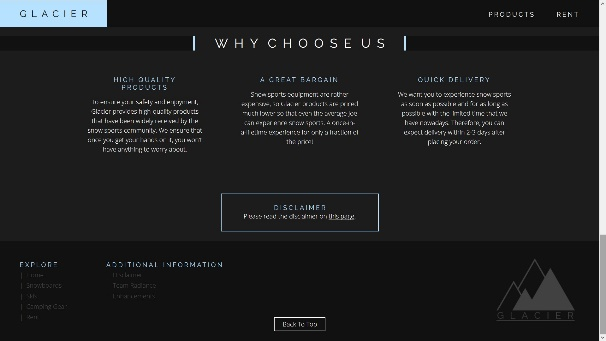 GLACIER
PRODUCTS
RENT
WHY CHOOSE US
HIGH QUALITY
PRODUCTS
To ensure your safety and enjoyment,
Glacier provides high quality products
that have been widely received by the
snow sports community. We ensure that
once you get your hands on it, you won't
have anything to worry about.
A GREAT BARGAIN
Snow sports equipment are rather
expensive, so Glacier products are priced
much lower so that even the average Joe
can experience snow sports. A once-in-
a-lifetime experience for only a fraction of
the price!
QUICK DELIVERY
We want you to experience snow sports
as soon as possible and for as long as
possible with the limited time that we
have nowadays. Therefore, you can
expect delivery within 2-3 days after
placing your order.
DISCLAIMER
Please read the disclaimer on this page.
EXPLORE
| Home
| Snowboards
| Skis
| Camping Gear
| Rent
ADDITIONAL INFORMATION
| Disclaimer
| Team Radiance
| Enhancements
GLACIER
Back To Top